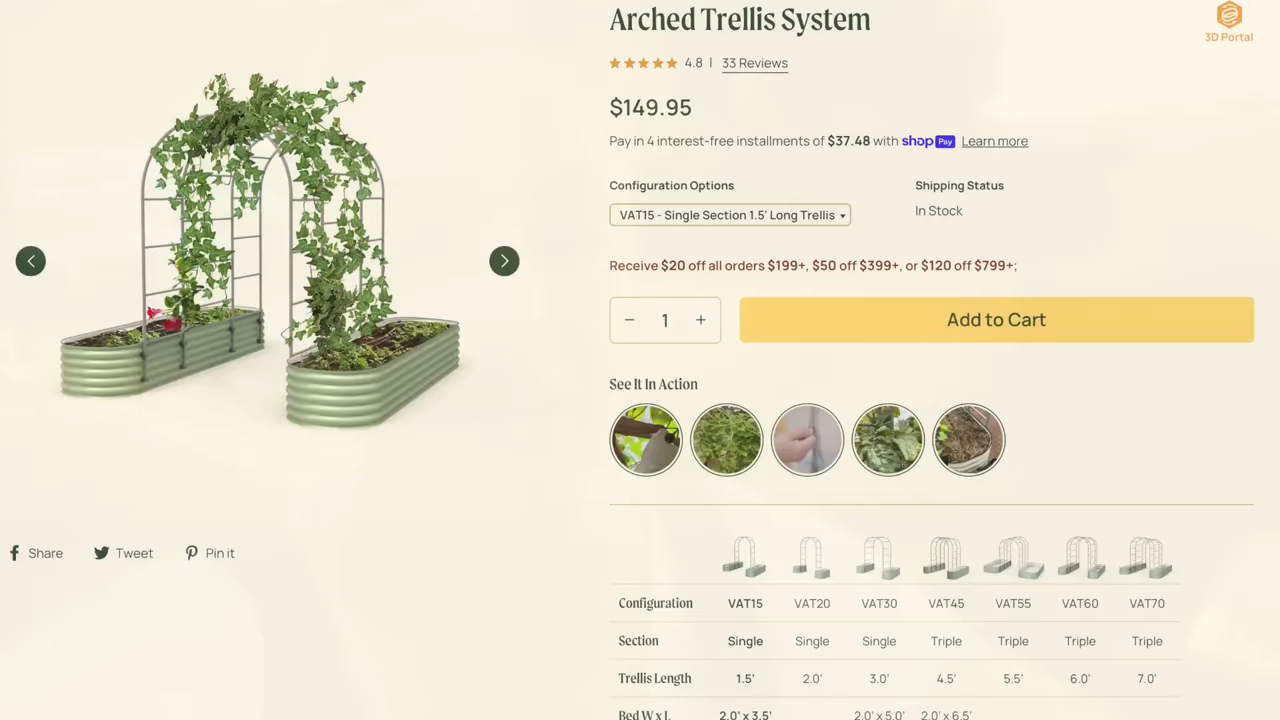 Arched Trellis System
3D Portal
4.8 | 33 Reviews
$149.95
Pay in 4 interest-free installments of $37.48 with shop Pay Learn more
Configuration Options
Shipping Status
VAT15 - Single Section 1.5' Long Trellis
In Stock
Receive $20 off all orders $199+, $50 off $399+, or $120 off $799+;
− 1 +
Add to Cart
See It In Action
Share Tweet Pin it
Configuration VAT15 VAT20 VAT30 VAT45 VAT55 VAT60 VAT70
Section Single Single Single Triple Triple Triple Triple
Trellis Length 1.5' 2.0' 3.0' 4.5' 5.5' 6.0' 7.0'
Bed W x L 2.0' x 3.5' 2.0' x 5.0' 2.0' x 6.5'